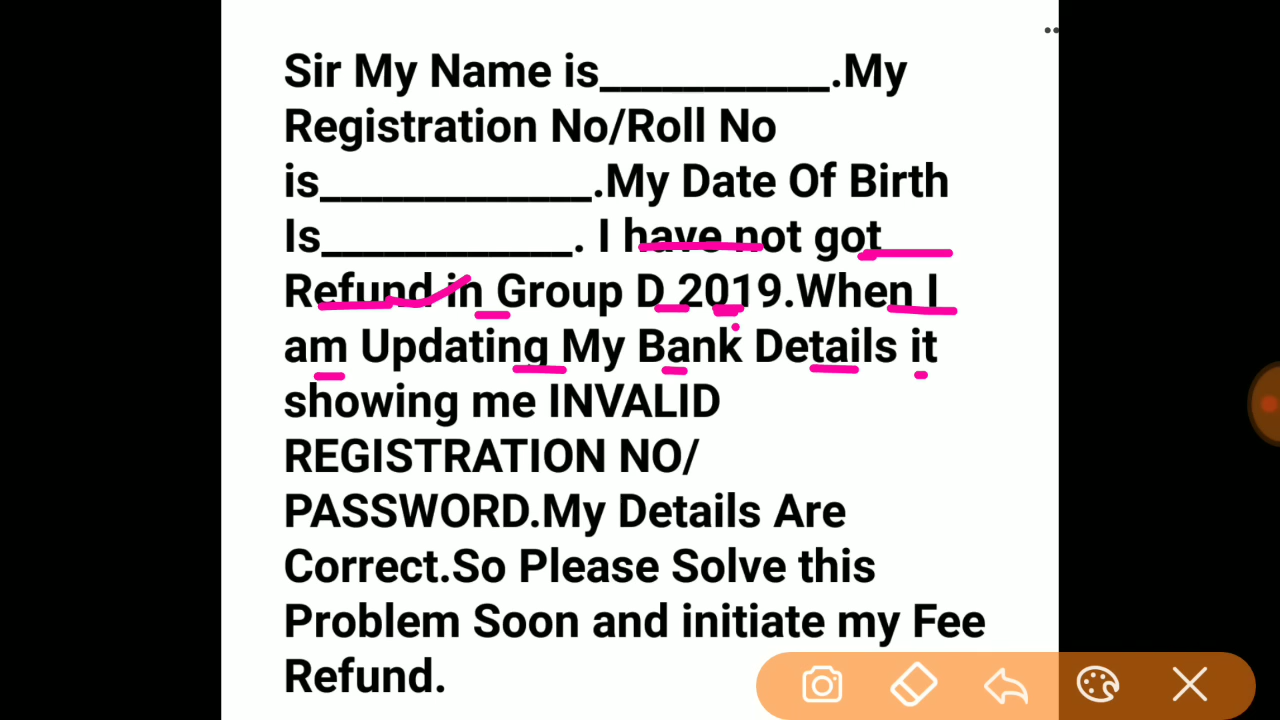 Sir My Name is___________.My
Registration No/Roll No
is_____________.My Date Of Birth
Is____________. I have not got
Refund in Group D 2019.When I
am Updating My Bank Details it
showing me INVALID
REGISTRATION NO/
PASSWORD.My Details Are
Correct.So Please Solve this
Problem Soon and initiate my Fee
Refund.